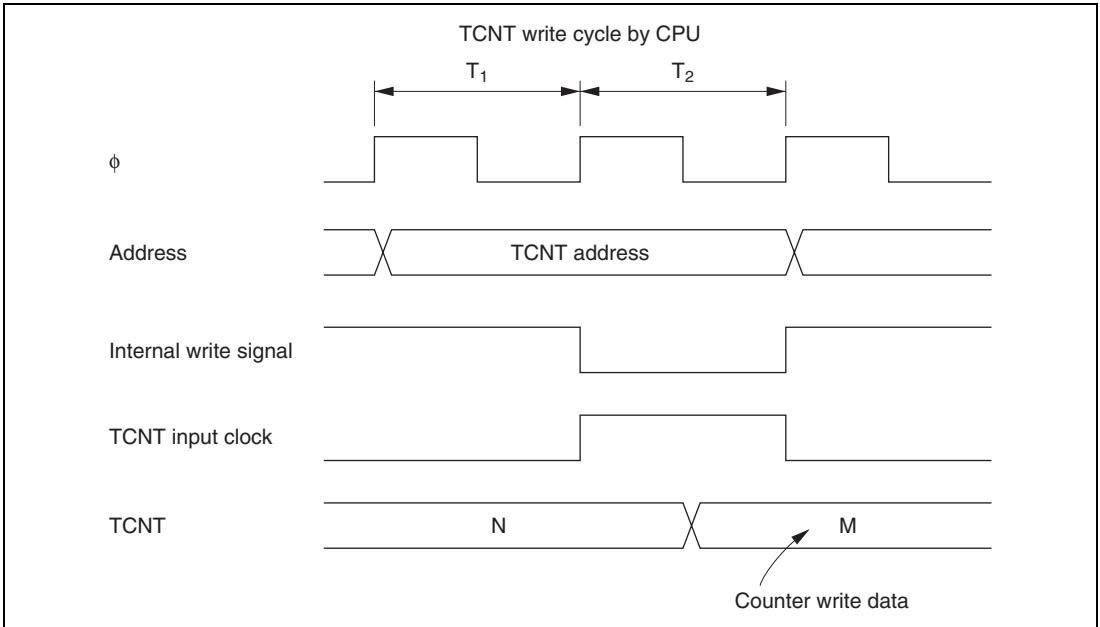 TCNT write cycle by CPU
T1 T2
ϕ
Address TCNT address
Internal write signal
TCNT input clock
TCNT N M
Counter write data